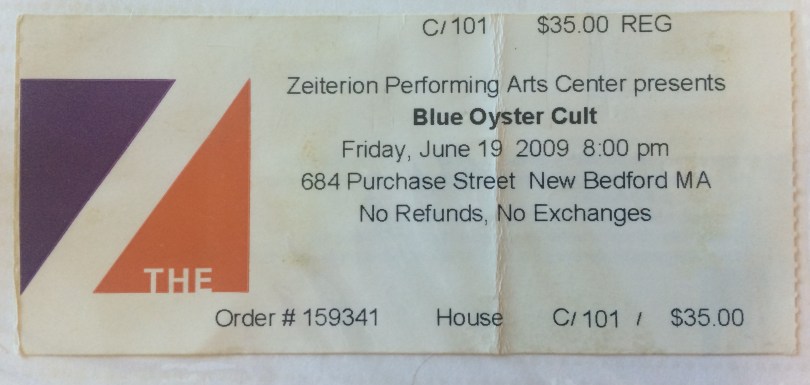 C/101 $35.00 REG
Zeiterion Performing Arts Center presents
Blue Oyster Cult
Friday, June 19 2009 8:00 pm
684 Purchase Street New Bedford MA
No Refunds, No Exchanges
THE
Order # 159341 House C/101 / $35.00